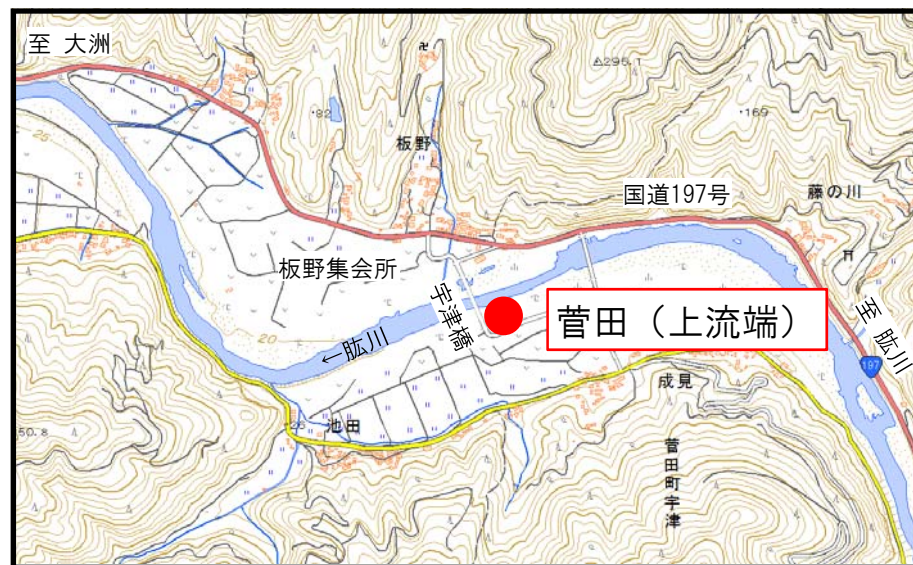 至 大洲
卍
△295.1
・82
・169
25
板野
国道197号
藤の川
板野集会所
宇津橋
菅田（上流端）
至 肱川
20
←肱川
197
成見
50.8
26
池田
菅田町宇津